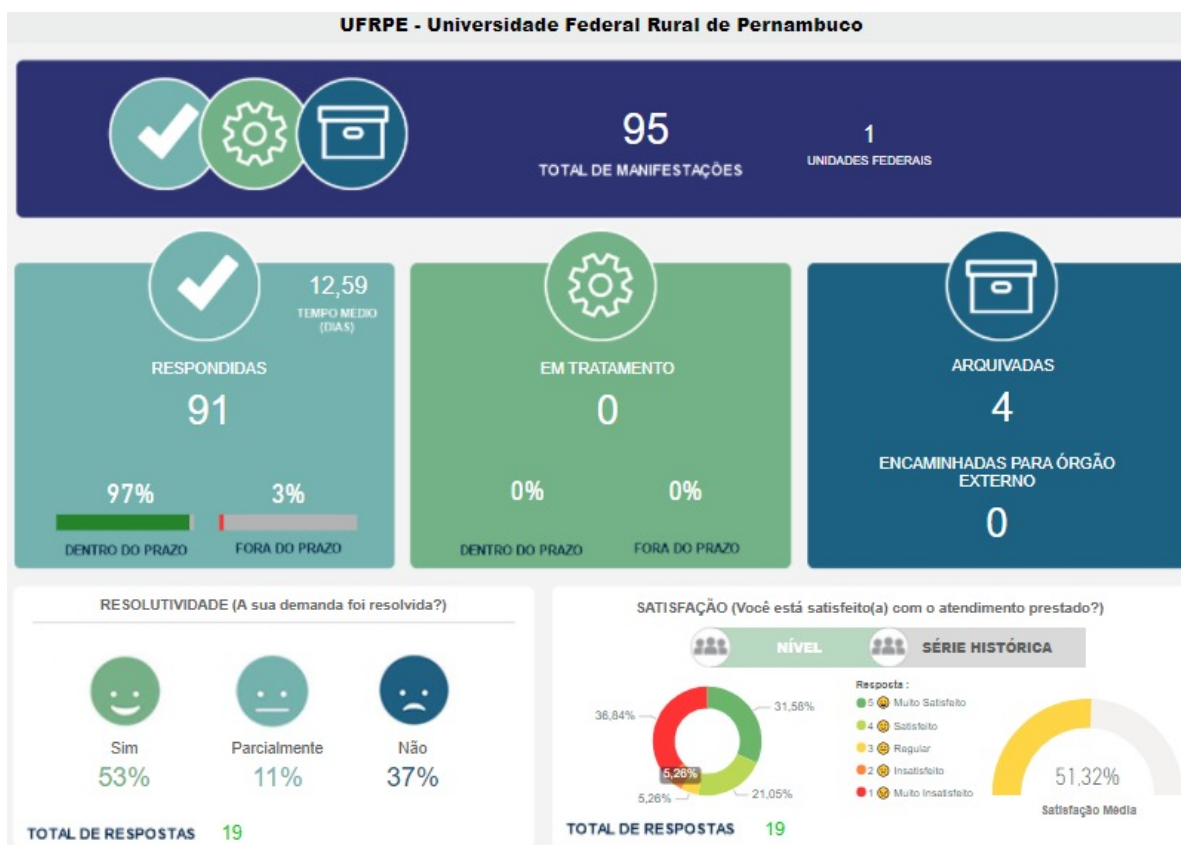 UFRPE - Universidade Federal Rural de Pernambuco
95
TOTAL DE MANIFESTAÇÕES
1
UNIDADES FEDERAIS
12,59
TEMPO MEDIO
(DIAS)
RESPONDIDAS
91
97%
3%
DENTRO DO PRAZO
FORA DO PRAZO
EM TRATAMENTO
0
0%
0%
DENTRO DO PRAZO
FORA DO PRAZO
ARQUIVADAS
4
ENCAMINHADAS PARA ÓRGÃO
EXTERNO
0
RESOLUTIVIDADE (A sua demanda foi resolvida?)
Sim
53%
Parcialmente
11%
Não
37%
TOTAL DE RESPOSTAS 19
SATISFAÇÃO (Você está satisfeito(a) com o atendimento prestado?)
NÍVEL
SÉRIE HISTÓRICA
36,84%
31,58%
5,26%
5,26%
21,05%
Resposta :
5 Muito Satisfeito
4 Satisfeito
3 Regular
2 Insatisfeito
1 Muito Insatisfeito
51,32%
Satisfação Média
TOTAL DE RESPOSTAS 19